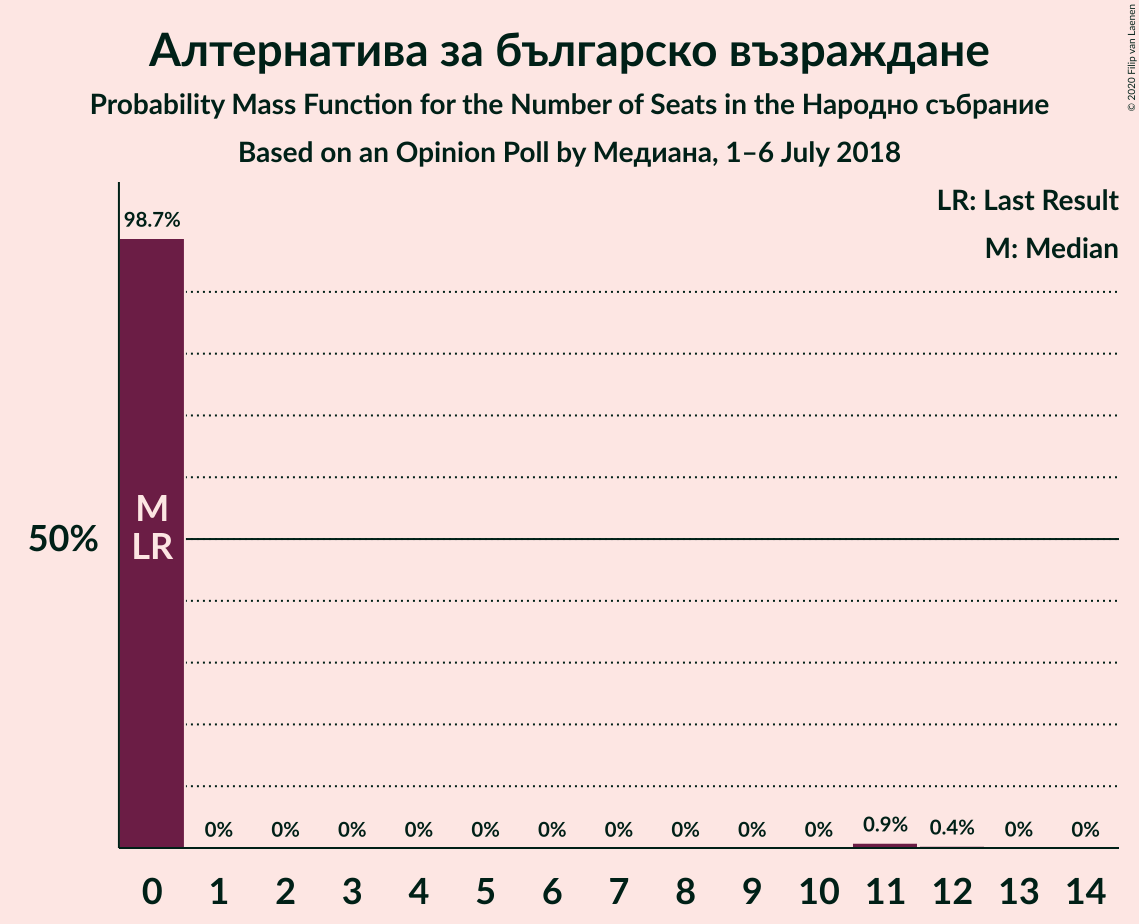 Алтернатива за българско възраждане
Probability Mass Function for the Number of Seats in the Народно събрание
Based on an Opinion Poll by Медиана, 1–6 July 2018
© 2020 Filip van Laenen
LR: Last Result
M: Median
98.7%
M
LR
50%
0% 0% 0% 0% 0% 0% 0% 0% 0% 0% 0.9% 0.4% 0% 0%
0 1 2 3 4 5 6 7 8 9 10 11 12 13 14